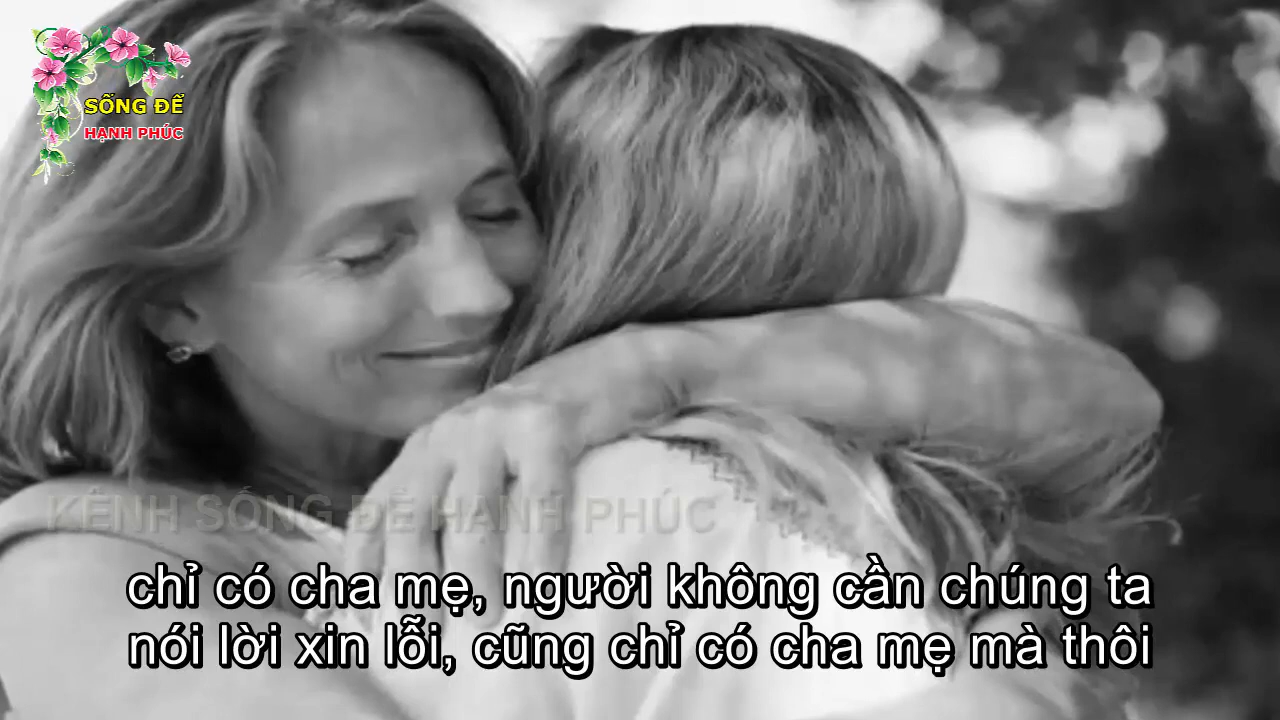 SỐNG ĐỂ
HẠNH PHÚC
KÊNH SỐNG ĐỂ HẠNH PHÚC
chỉ có cha mẹ, người không cần chúng ta
nói lời xin lỗi, cũng chỉ có cha mẹ mà thôi